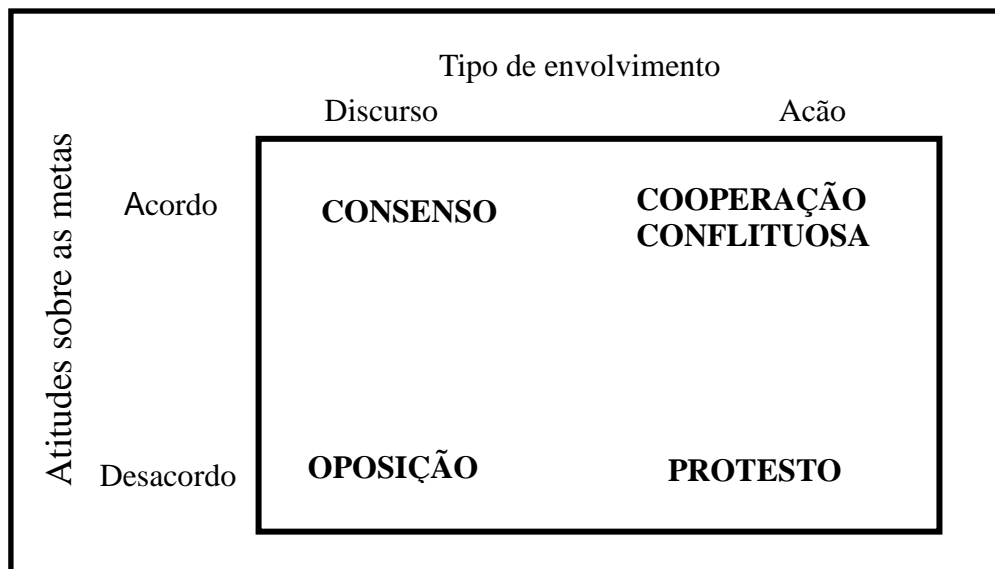 Tipo de envolvimento
Discurso Acão
Atitudes sobre as metas
Acordo CONSENSO COOPERAÇÃO
CONFLITUOSA
Desacordo OPOSIÇÃO PROTESTO